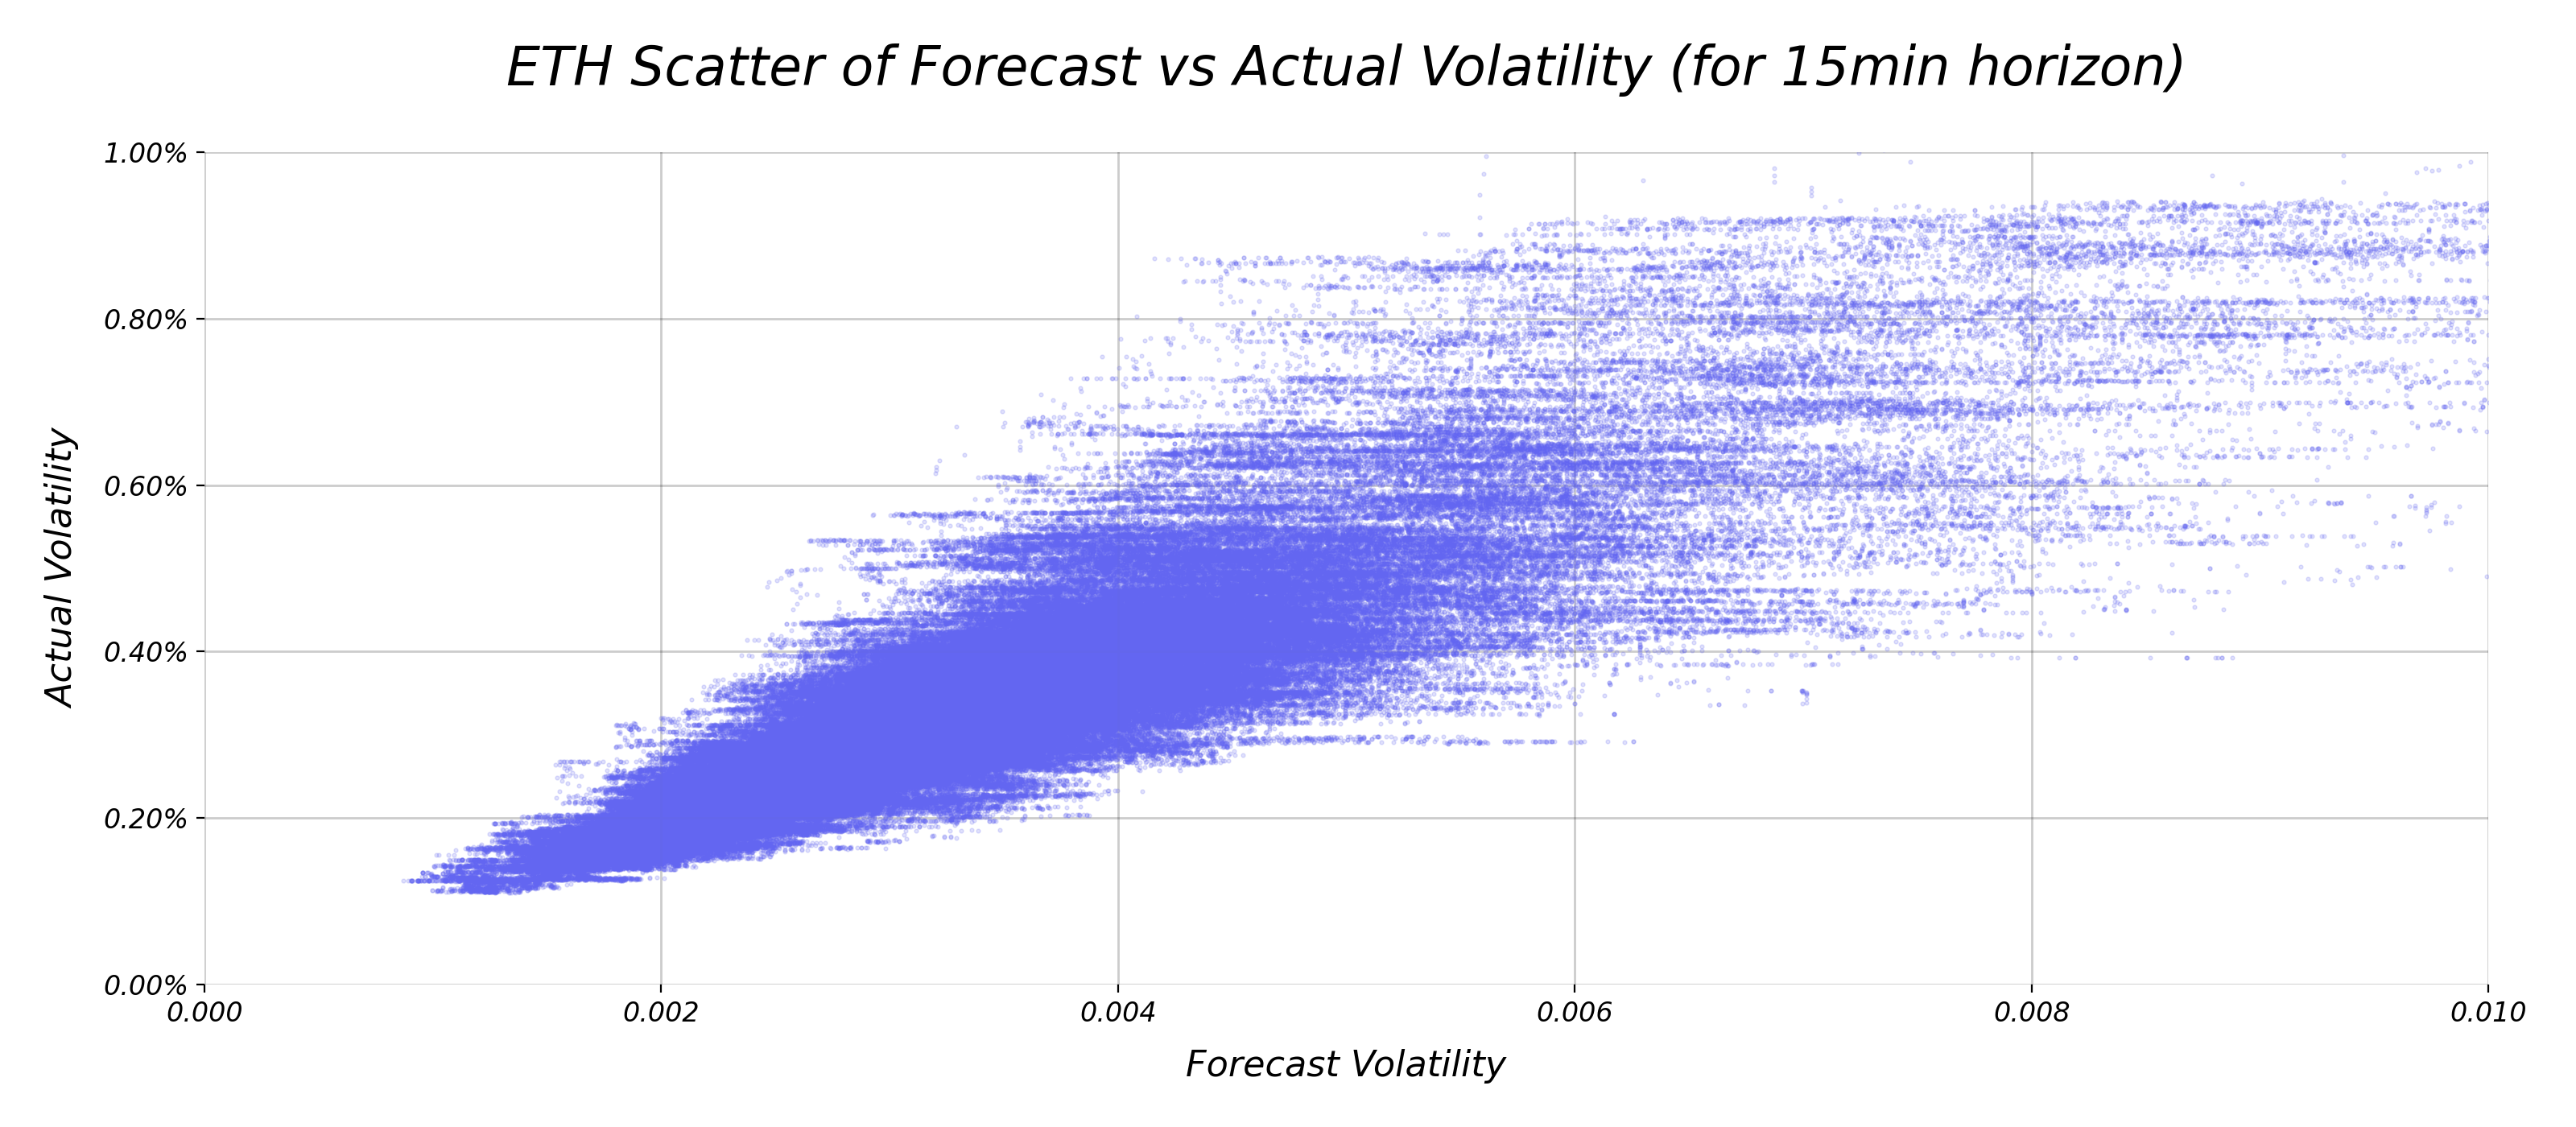 ETH Scatter of Forecast vs Actual Volatility (for 15min horizon)
1.00%
0.80%
0.60%
0.40%
0.20%
0.00%
Actual Volatility
0.000 0.002 0.004 0.006 0.008 0.010
Forecast Volatility